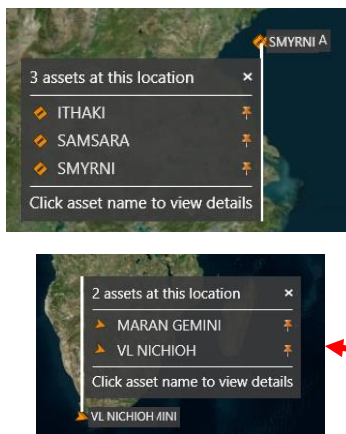 SMYRNI A
3 assets at this location ×
ITHAKI
SAMSARA
SMYRNI
Click asset name to view details
2 assets at this location ×
MARAN GEMINI
VL NICHIOH
Click asset name to view details
VL NICHIOH MINI